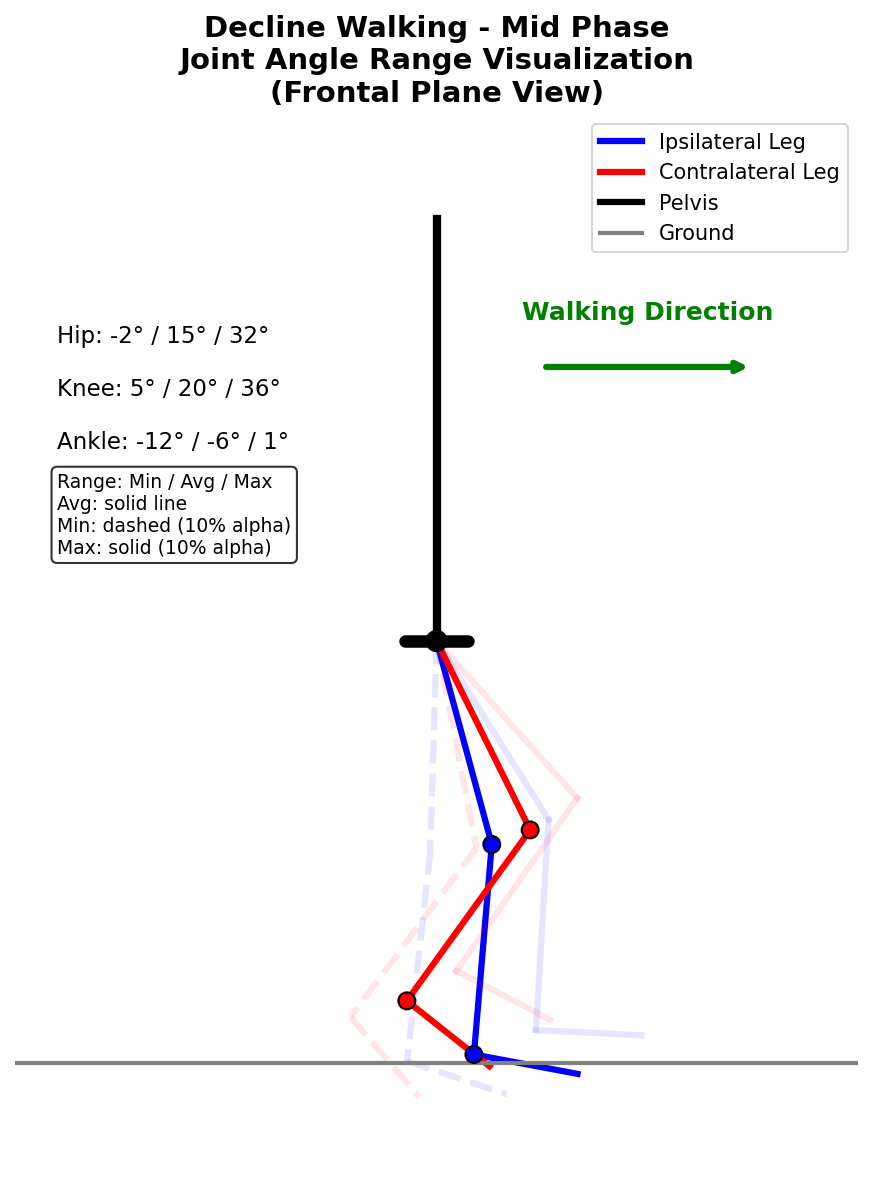 Decline Walking - Mid Phase
Joint Angle Range Visualization
(Frontal Plane View)
Ipsilateral Leg
Contralateral Leg
Pelvis
Ground
Walking Direction
Hip: -2° / 15° / 32°
Knee: 5° / 20° / 36°
Ankle: -12° / -6° / 1°
Range: Min / Avg / Max
Avg: solid line
Min: dashed (10% alpha)
Max: solid (10% alpha)